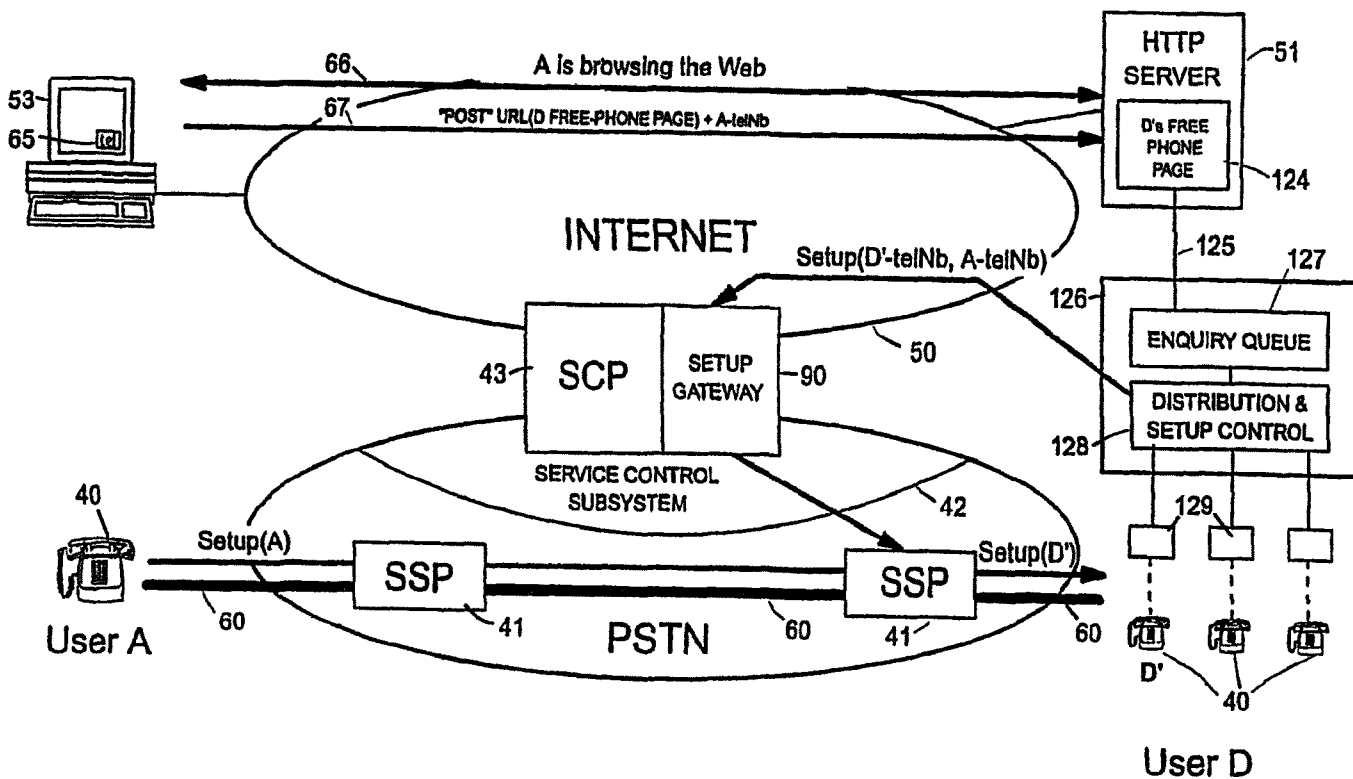 HTTP
SERVER
51
66
A is browsing the Web
53
67
"POST" URL(D FREE-PHONE PAGE) + A-telNb
65
tel
D's FREE
PHONE
PAGE
124
INTERNET
125
Setup(D'-telNb, A-telNb)
127
126
ENQUIRY QUEUE
50
43
SCP
SETUP
GATEWAY
90
DISTRIBUTION &
SETUP CONTROL
128
SERVICE CONTROL
SUBSYSTEM
42
40
129
Setup(A)
SSP
SSP
Setup(D')
60
41
60
41
60
User A
PSTN
D'
40
User D